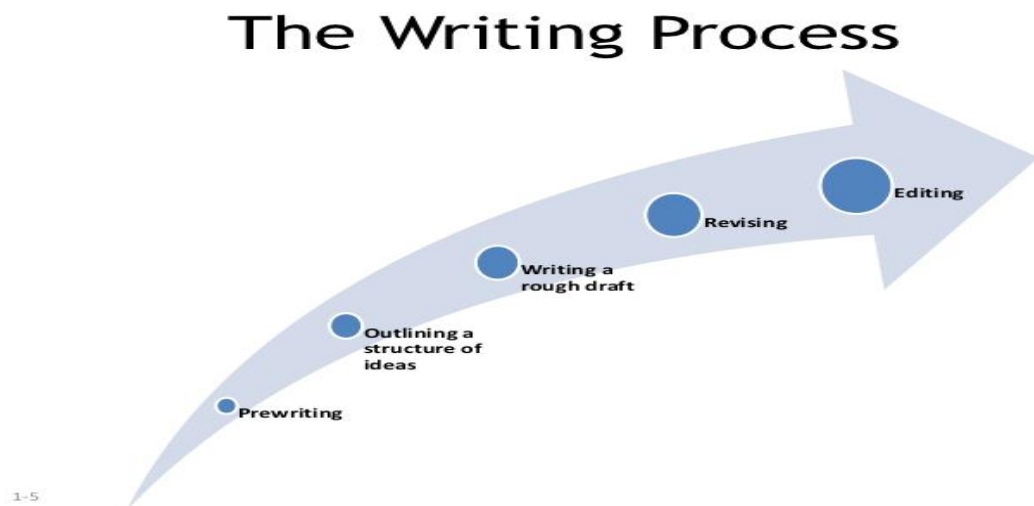 The Writing Process
Editing
Revising
Writing a
rough draft
Outlining a
structure of
ideas
Prewriting
1-5